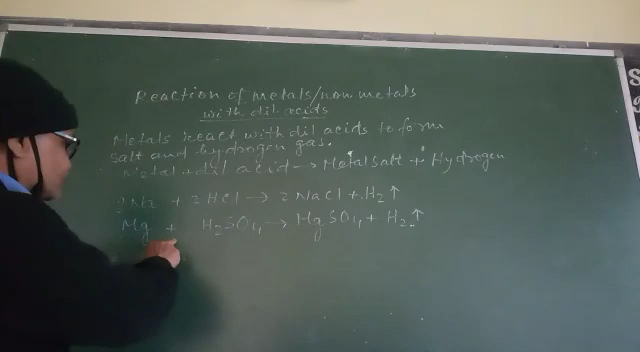 Reaction of metals/non metals
with dil acids
Metals react with dil acids to form
salt and hydrogen gas.
Metal + dil acid → Metal salt + Hydrogen
2Na + 2HCl → 2NaCl + H₂↑
Mg + H₂SO₄ → MgSO₄ + H₂↑